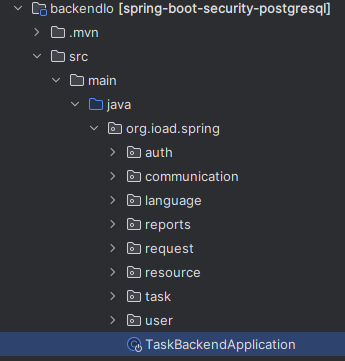 backendIo [spring-boot-security-postgresql]
.mvn
src
main
java
org.ioad.spring
auth
communication
language
reports
request
resource
task
user
TaskBackendApplication